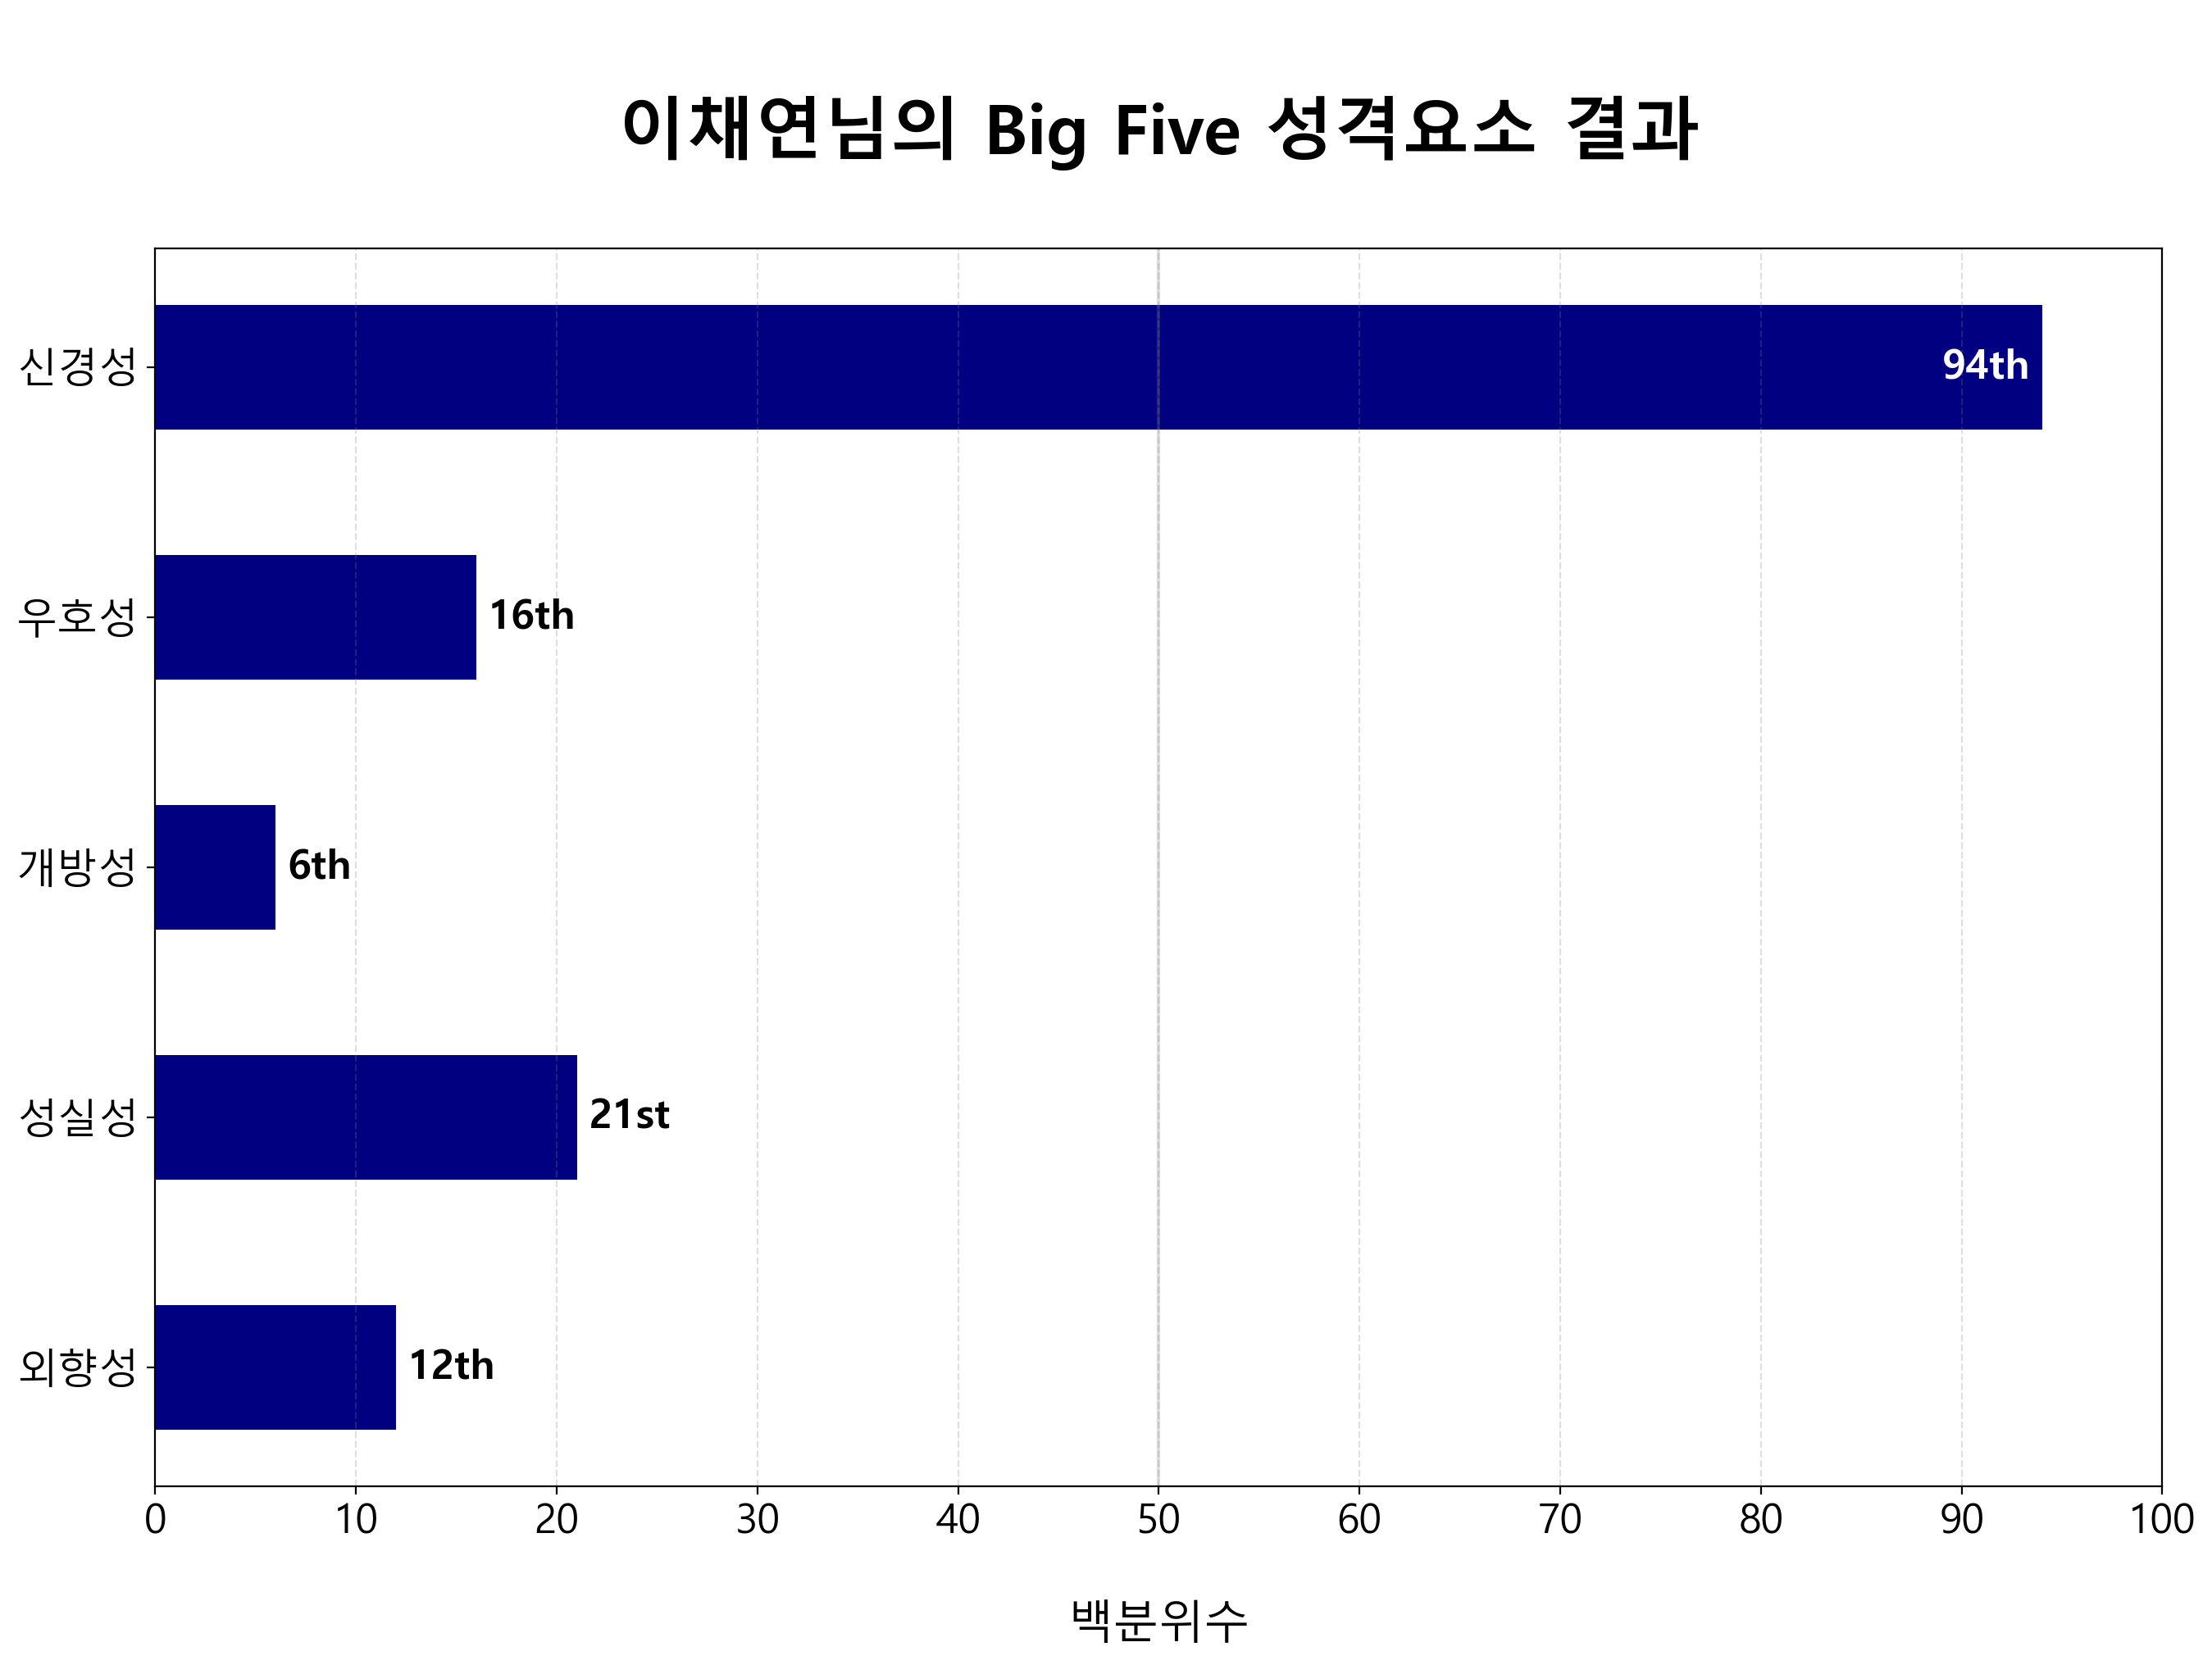 이채연님의 Big Five 성격요소 결과
신경성 94th
우호성 16th
개방성 6th
성실성 21st
외향성 12th
0 10 20 30 40 50 60 70 80 90 100
백분위수